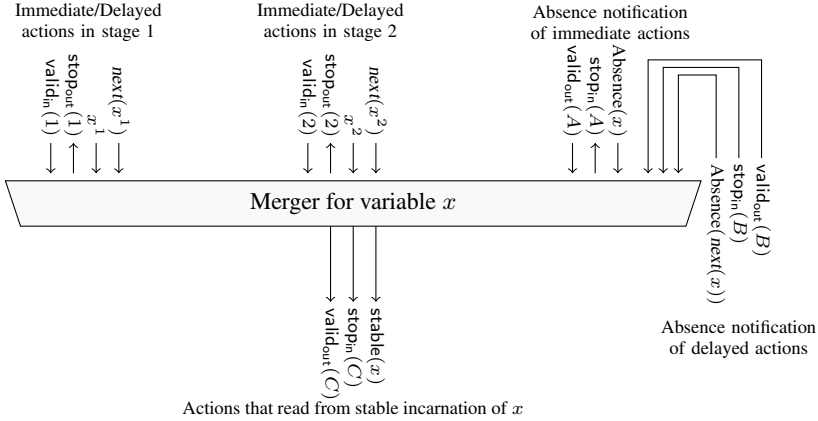 Immediate/Delayed
actions in stage 1
Immediate/Delayed
actions in stage 2
Absence notification
of immediate actions
valid_in(1)
stop_out(1)
x^1
next(x^1)
valid_in(2)
stop_out(2)
x^2
next(x^2)
valid_out(A)
stop_in(A)
Absence(x)
Merger for variable x
Absence(next(x))
stop_in(B)
valid_out(B)
Absence notification
of delayed actions
valid_out(C)
stop_in(C)
stable(x)
Actions that read from stable incarnation of x